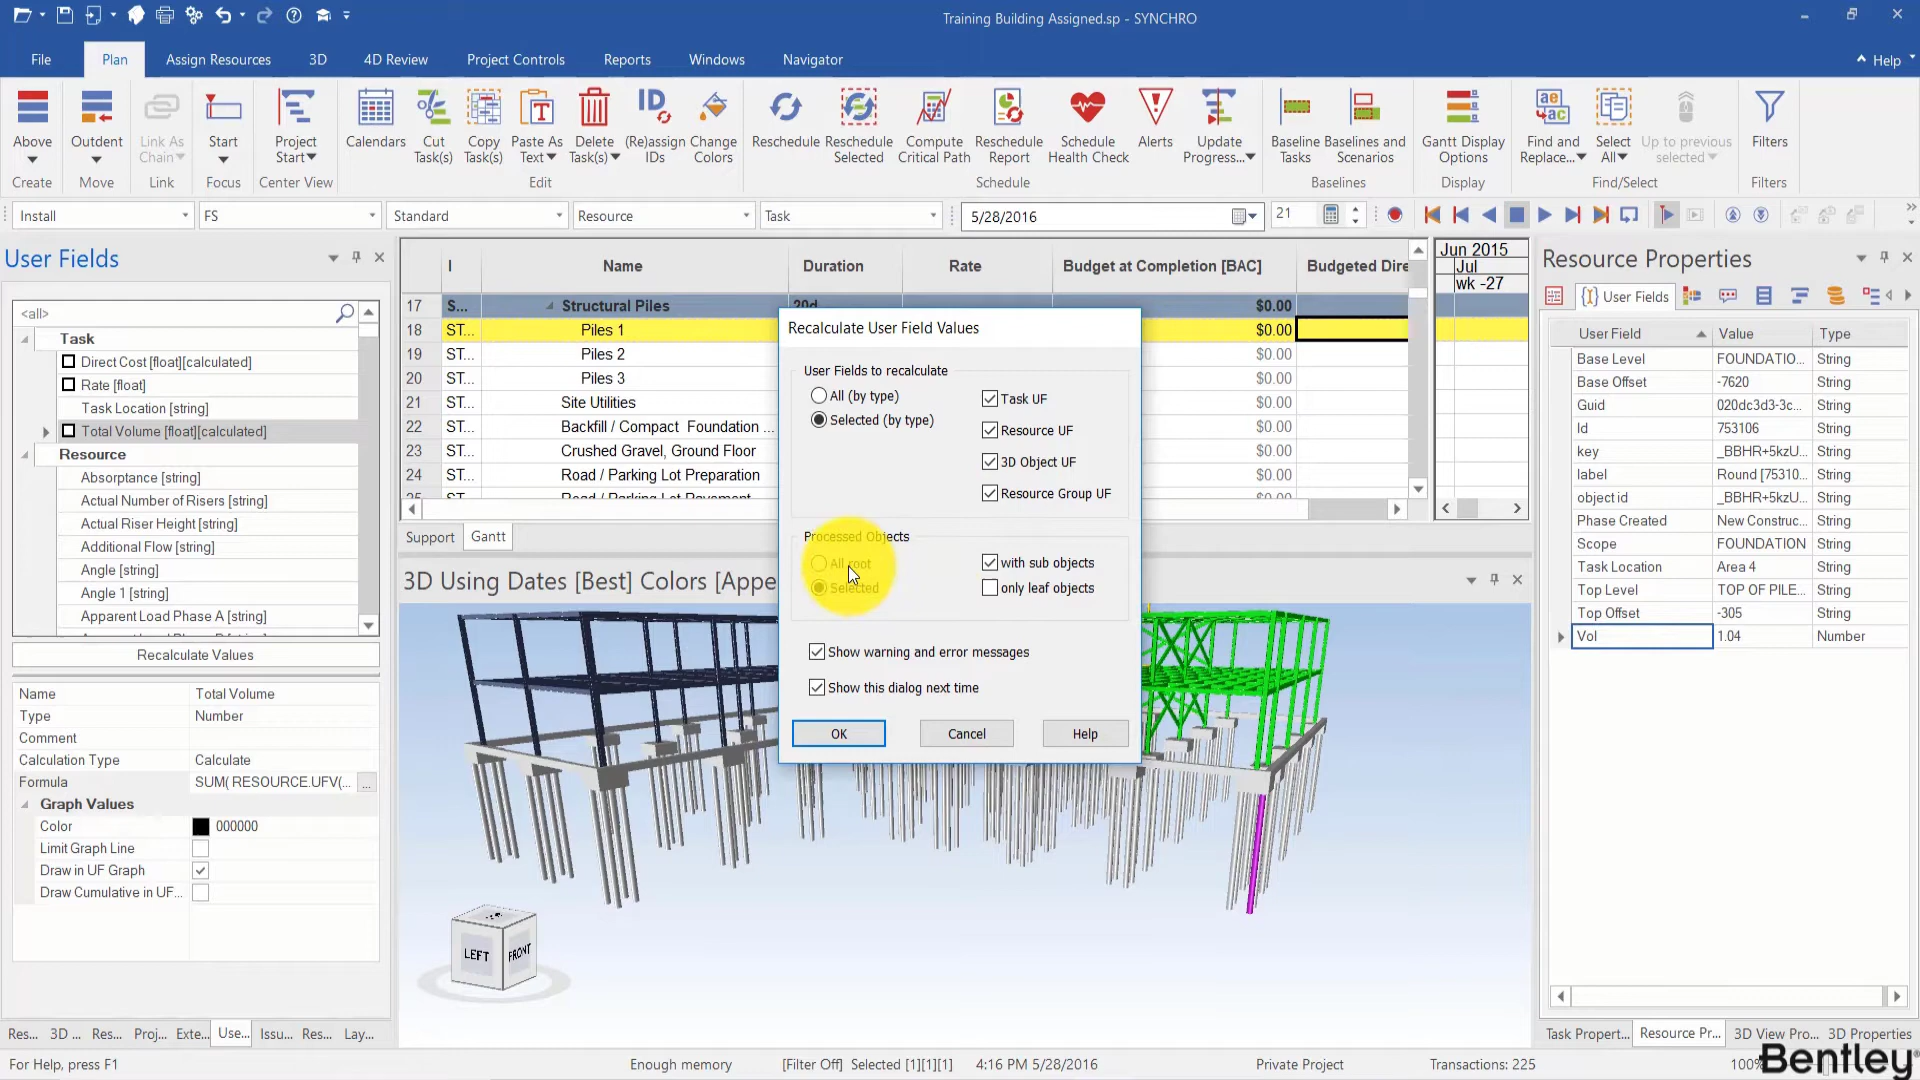 Training Building Assigned.sp - SYNCHRO
File Plan Assign Resources 3D 4D Review Project Controls Reports Windows Navigator Help
Above Outdent Link As Chain Start Project Start Calendars Cut Task(s) Copy Task(s) Paste As Text Delete Task(s) (Re)assign IDs Change Colors Reschedule Reschedule Selected Compute Critical Path Reschedule Report Schedule Health Check Alerts Update Progress... Baseline Tasks Baselines and Scenarios Gantt Display Options Find and Replace... Select All Up to previous selected Filters
Create Move Link Focus Center View Edit Schedule Baselines Display Find/Select Filters
Install FS Standard Resource Task 5/28/2016 21
User Fields
<all>
Task
Direct Cost [float][calculated]
Rate [float]
Task Location [string]
Total Volume [float][calculated]
Resource
Absorptance [string]
Actual Number of Risers [string]
Actual Riser Height [string]
Additional Flow [string]
Angle [string]
Angle 1 [string]
Apparent Load Phase A [string]
Recalculate Values
Name Total Volume
Type Number
Comment
Calculation Type Calculate
Formula SUM( RESOURCE.UFV(... ...
Graph Values
Color 000000
Limit Graph Line
Draw in UF Graph
Draw Cumulative in UF...
Res... 3D ... Res... Proj... Exte... Use... Issu... Res... Lay...
I Name Duration Rate Budget at Completion [BAC] Budgeted Dire
17 S... Structural Piles 20d $0.00
18 ST... Piles 1 $0.00
19 ST... Piles 2 $0.00
20 ST... Piles 3 $0.00
21 ST... Site Utilities $0.00
22 ST... Backfill / Compact Foundation ... $0.00
23 ST... Crushed Gravel, Ground Floor $0.00
24 ST... Road / Parking Lot Preparation $0.00
25 ST... Road / Parking Lot Pavement $0.00
Support Gantt
Jun 2015
Jul
wk -27
3D Using Dates [Best] Colors [Appe
LEFT FRONT
Recalculate User Field Values
User Fields to recalculate
All (by type) Task UF
Selected (by type) Resource UF
3D Object UF
Resource Group UF
Processed Objects
All root with sub objects
Selected only leaf objects
Show warning and error messages
Show this dialog next time
OK Cancel Help
Resource Properties
User Fields
User Field Value Type
Base Level FOUNDATIO... String
Base Offset -7620 String
Guid 020dc3d3-3c... String
Id 753106 String
key _BBHR+5kzU... String
label Round [75310... String
object id _BBHR+5kzU... String
Phase Created New Construc... String
Scope FOUNDATION String
Task Location Area 4 String
Top Level TOP OF PILE... String
Top Offset -305 String
Vol 1.04 Number
Task Propert... Resource Pr... 3D View Pro... 3D Properties
For Help, press F1 Enough memory [Filter Off] Selected [1][1][1] 4:16 PM 5/28/2016 Private Project Transactions: 225 100%
Bentley